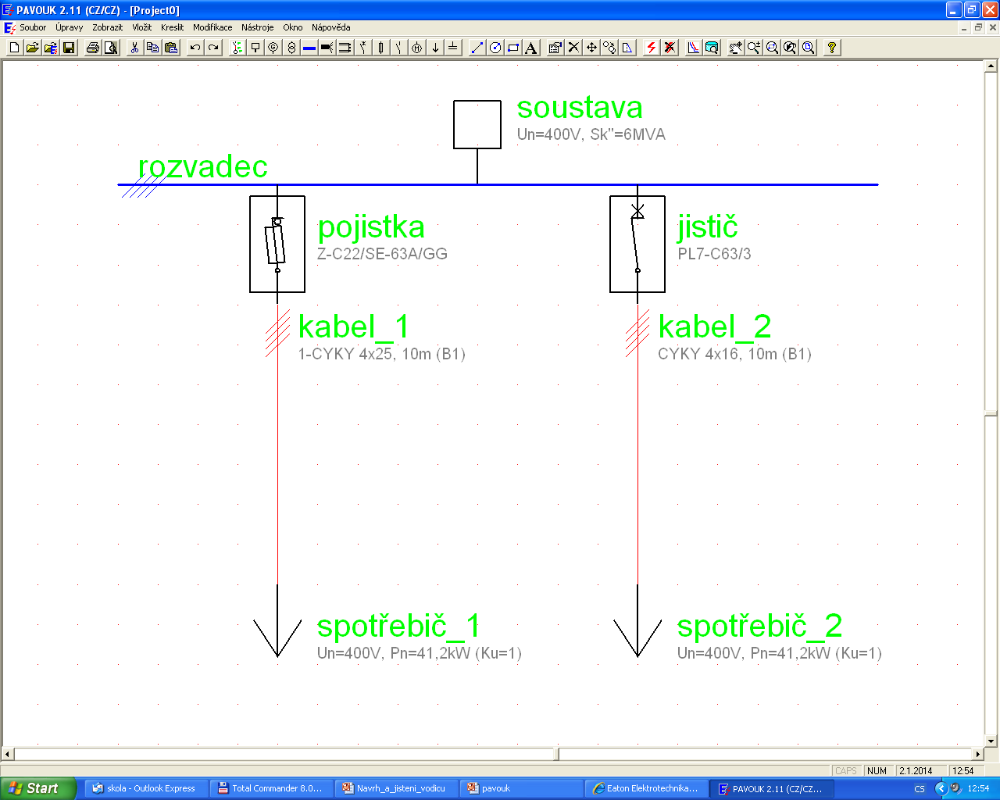 PAVOUK 2.11 (CZ/CZ) - [Project0]
Soubor Úpravy Zobrazit Vložit Kreslit Modifikace Nástroje Okno Nápověda
soustava
Un=400V, Sk"=6MVA
rozvadec
pojistka
Z-C22/SE-63A/GG
jistič
PL7-C63/3
kabel_1
1-CYKY 4x25, 10m (B1)
kabel_2
CYKY 4x16, 10m (B1)
spotřebič_1
Un=400V, Pn=41,2kW (Ku=1)
spotřebič_2
Un=400V, Pn=41,2kW (Ku=1)
CAPS NUM 2.1.2014 12:54
Start skola - Outlook Express Total Commander 8.0... Navrh_a_jisteni_vodicu pavouk Eaton Elektrotechnika... PAVOUK 2.11 (CZ/CZ)... CS 12:54